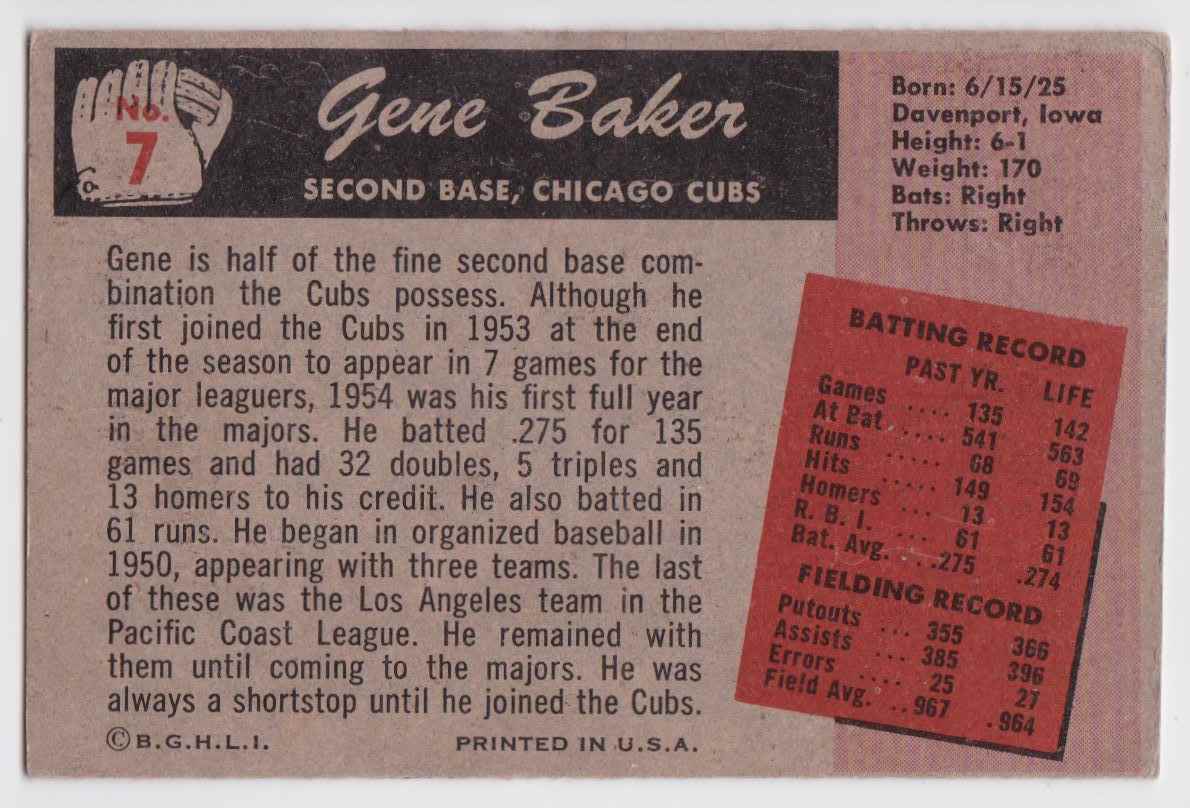 No.
7
Gene Baker
SECOND BASE, CHICAGO CUBS
Born: 6/15/25
Davenport, Iowa
Height: 6-1
Weight: 170
Bats: Right
Throws: Right
Gene is half of the fine second base com-
bination the Cubs possess. Although he
first joined the Cubs in 1953 at the end
of the season to appear in 7 games for the
major leaguers, 1954 was his first full year
in the majors. He batted .275 for 135
games and had 32 doubles, 5 triples and
13 homers to his credit. He also batted in
61 runs. He began in organized baseball in
1950, appearing with three teams. The last
of these was the Los Angeles team in the
Pacific Coast League. He remained with
them until coming to the majors. He was
always a shortstop until he joined the Cubs.
BATTING RECORD
PAST YR. LIFE
Games .... 135 142
At Bat ..... 541 563
Runs ..... 68 69
Hits ..... 149 154
Homers ... 13 13
R. B. I. ... 61 61
Bat. Avg. ...275 .274
FIELDING RECORD
Putouts ... 355 366
Assists ... 385 396
Errors .... 25 27
Field Avg. ..967 .964
©B.G.H.L.I. PRINTED IN U.S.A.